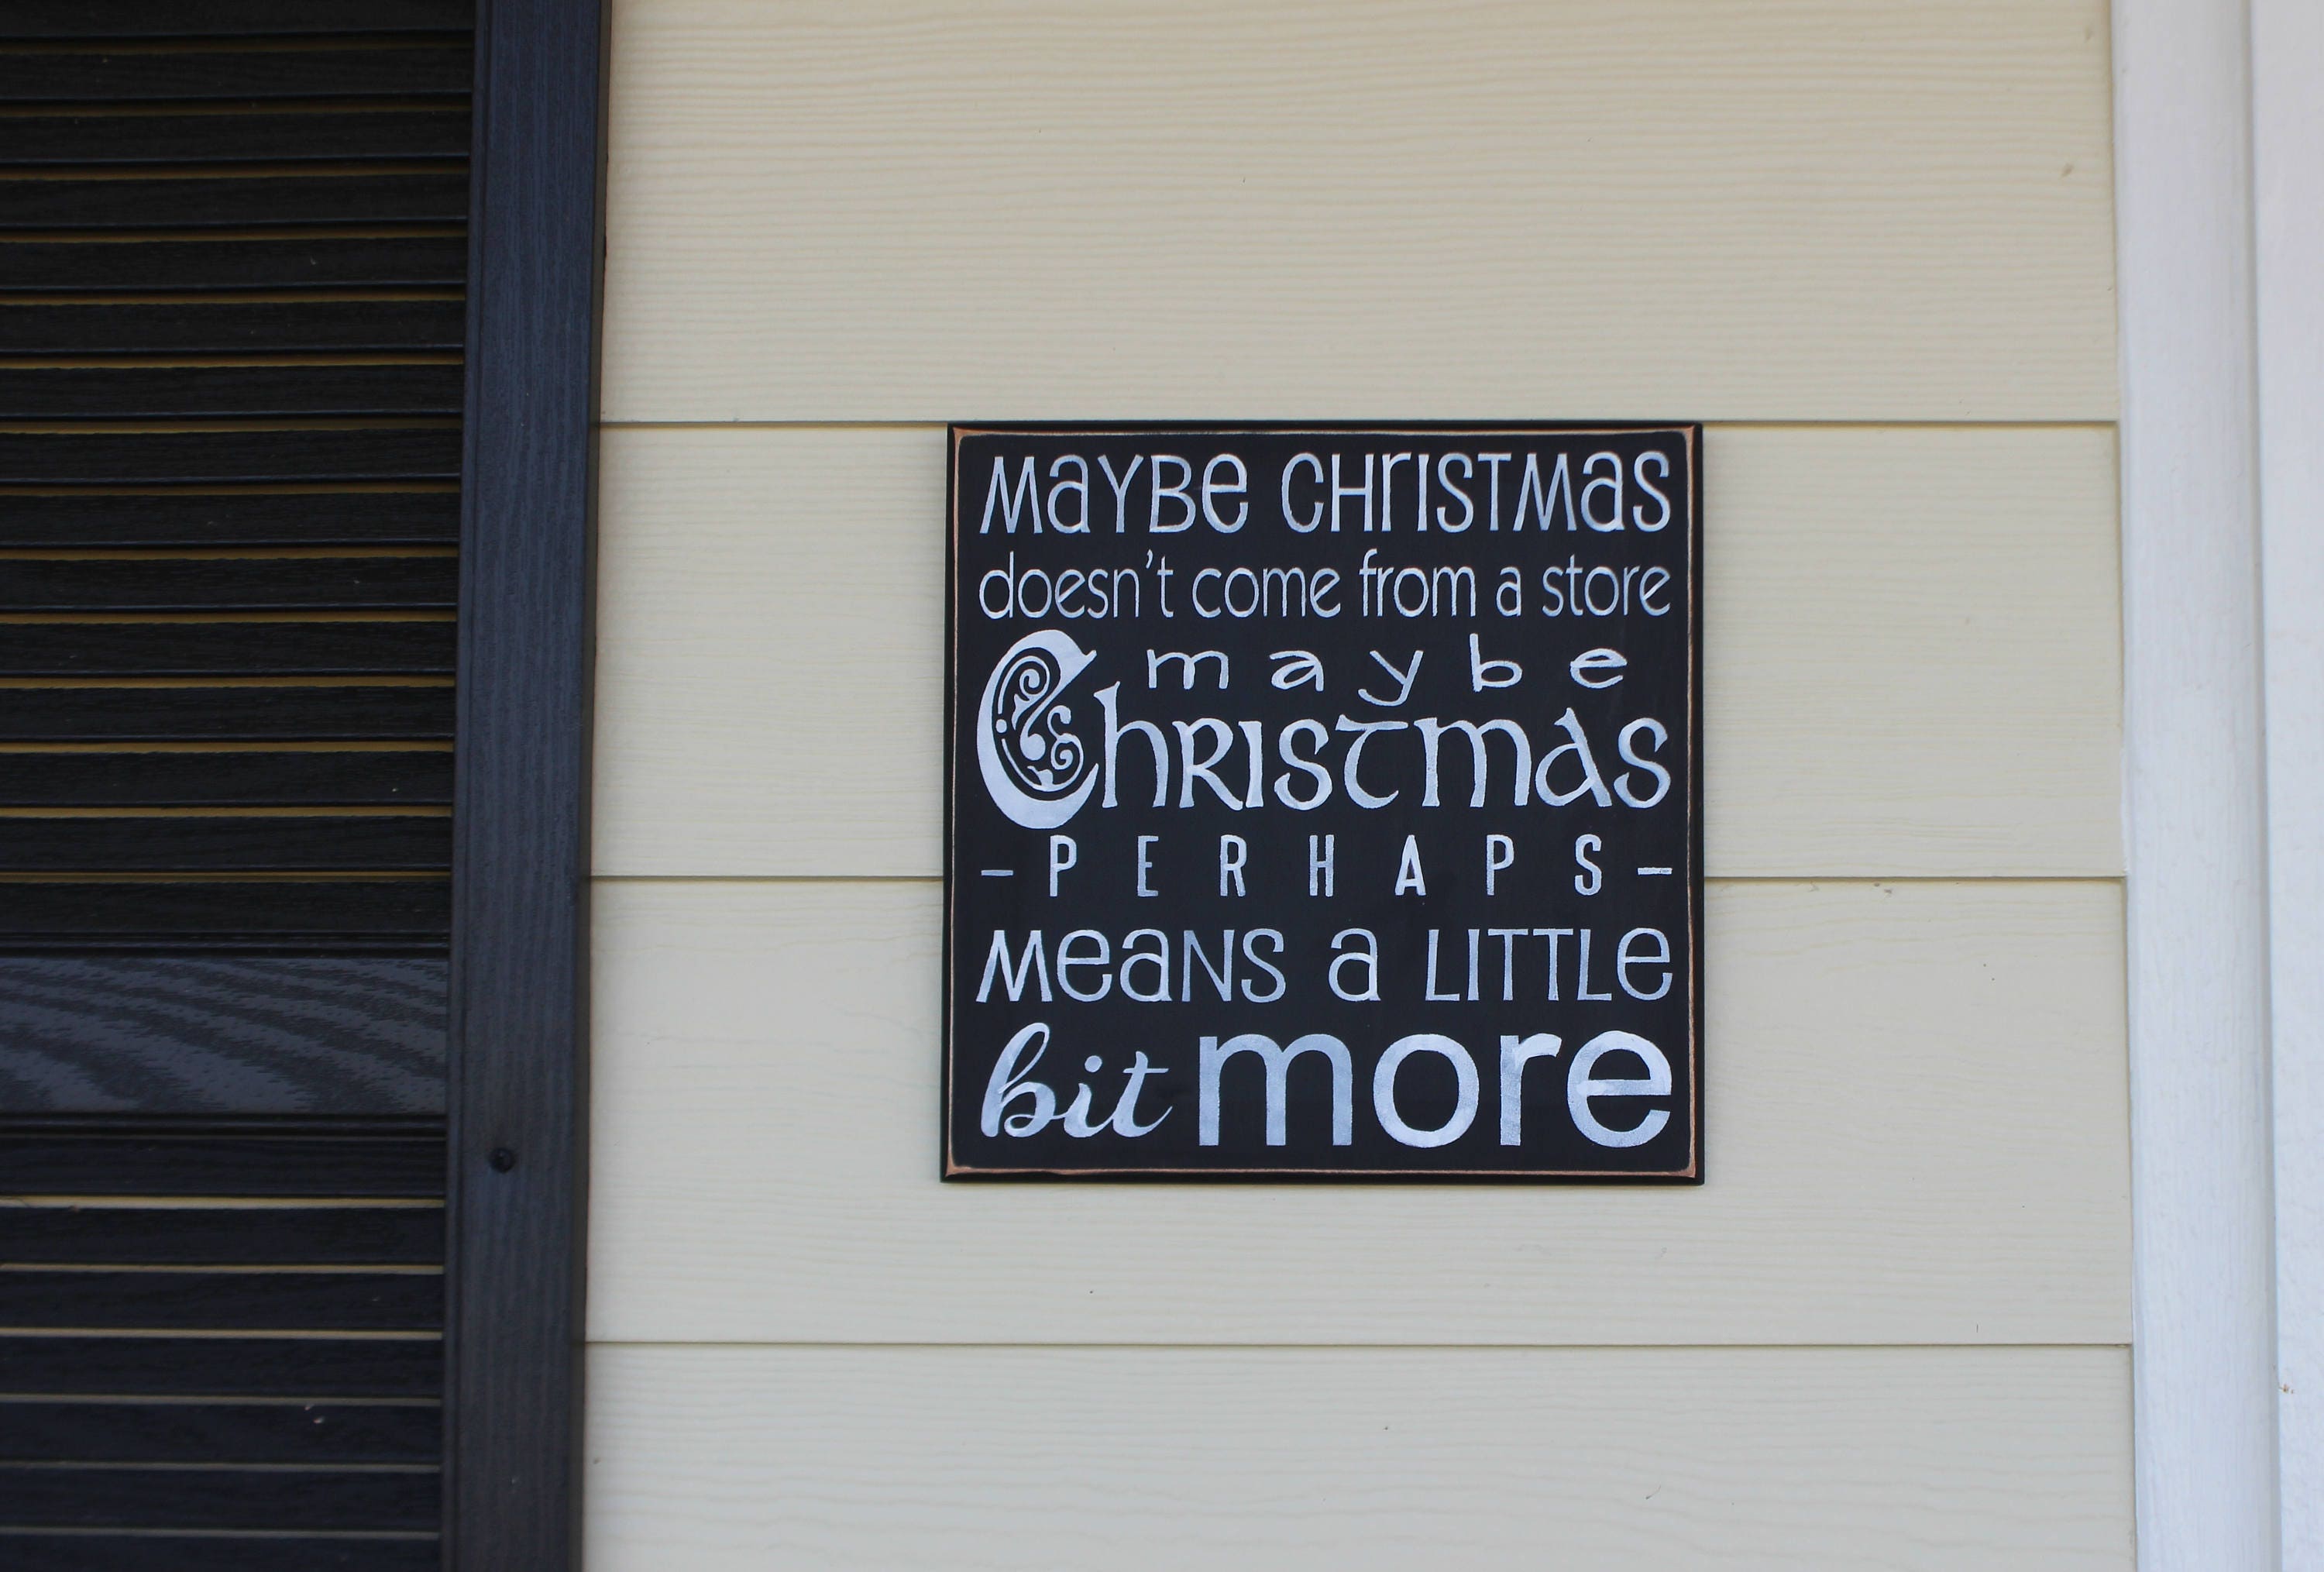 MaYBe CHrISTMas
doesn't come from a store
maybe
Christmas
– PERHAPS –
MeaNS a LITTLe
bit more